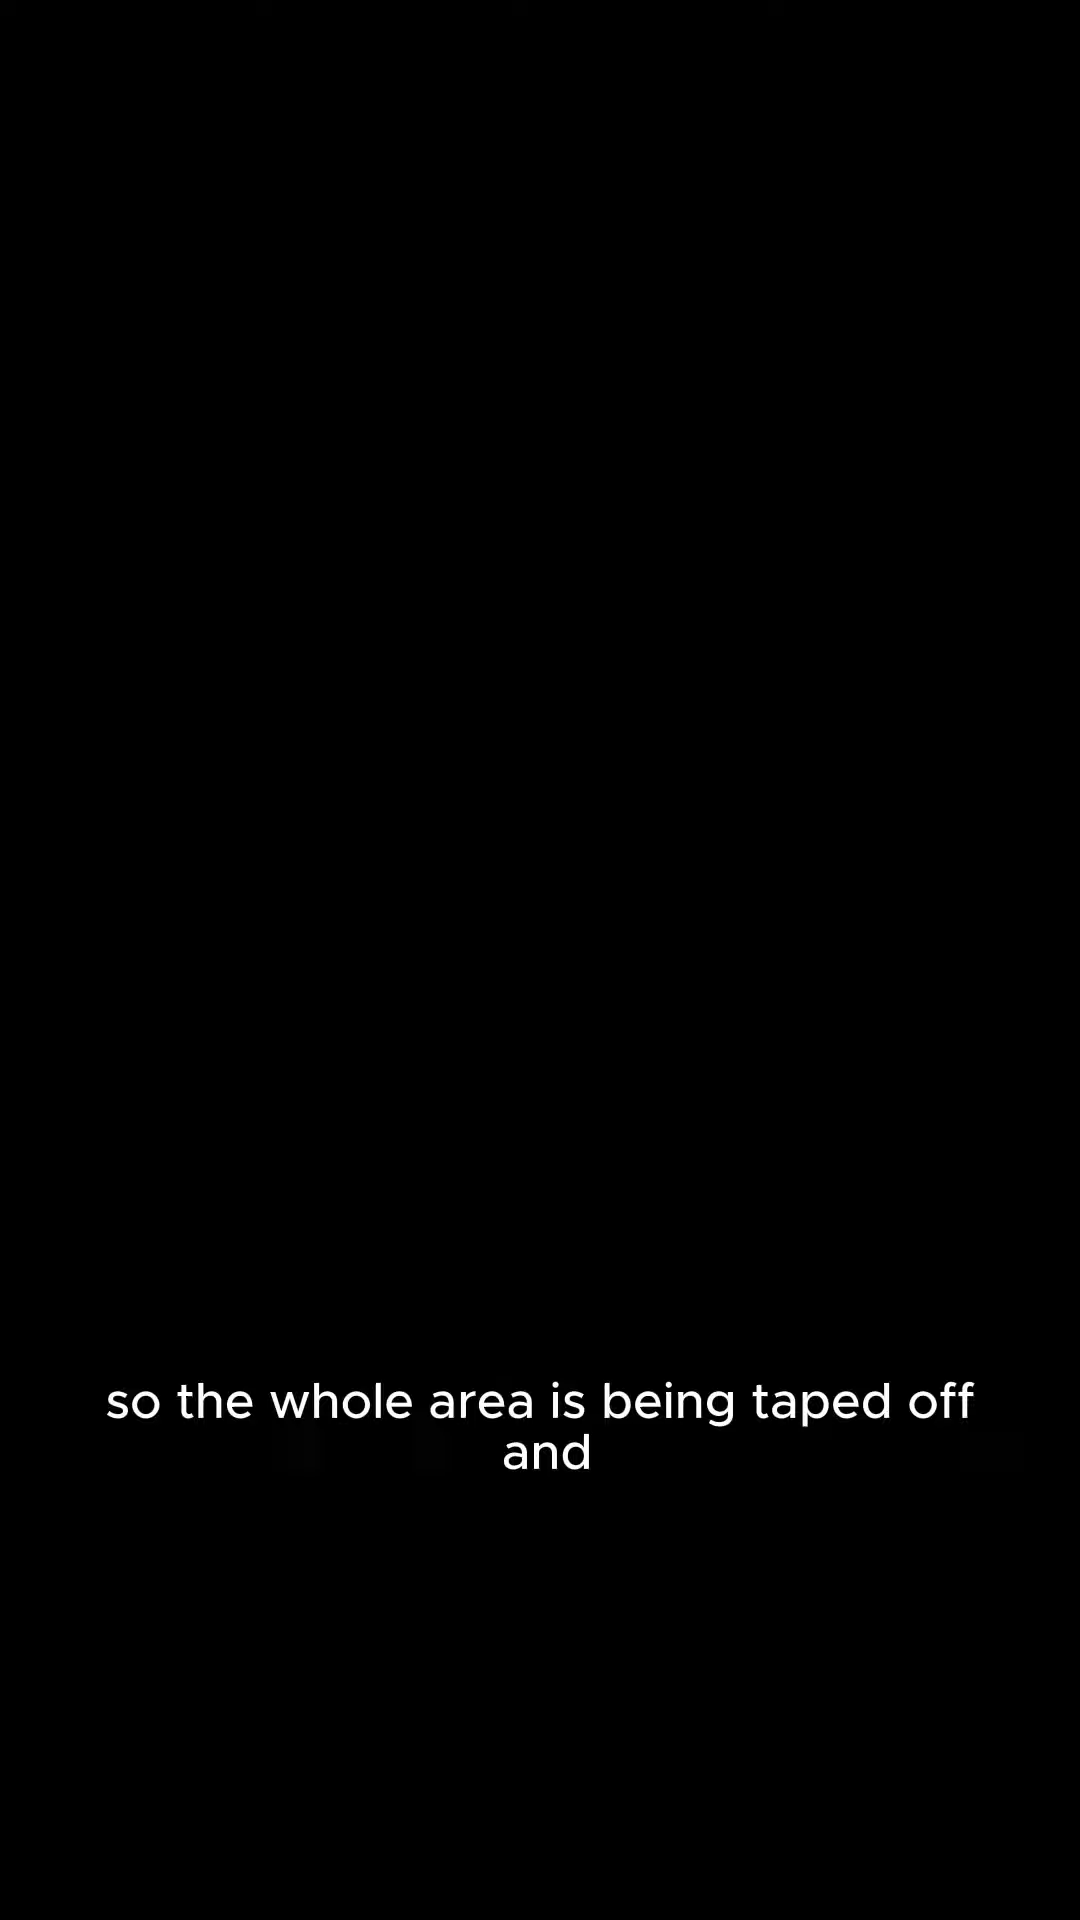 so the whole area is being taped off
and